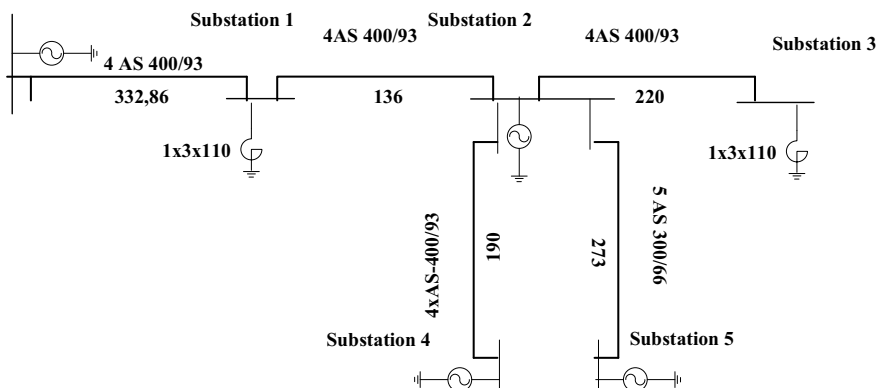 Substation 1
4AS 400/93
Substation 2
4AS 400/93
Substation 3
4 AS 400/93
332,86
136
220
1x3x110
1x3x110
4xAS-400/93
190
273
5 AS 300/66
Substation 4
Substation 5